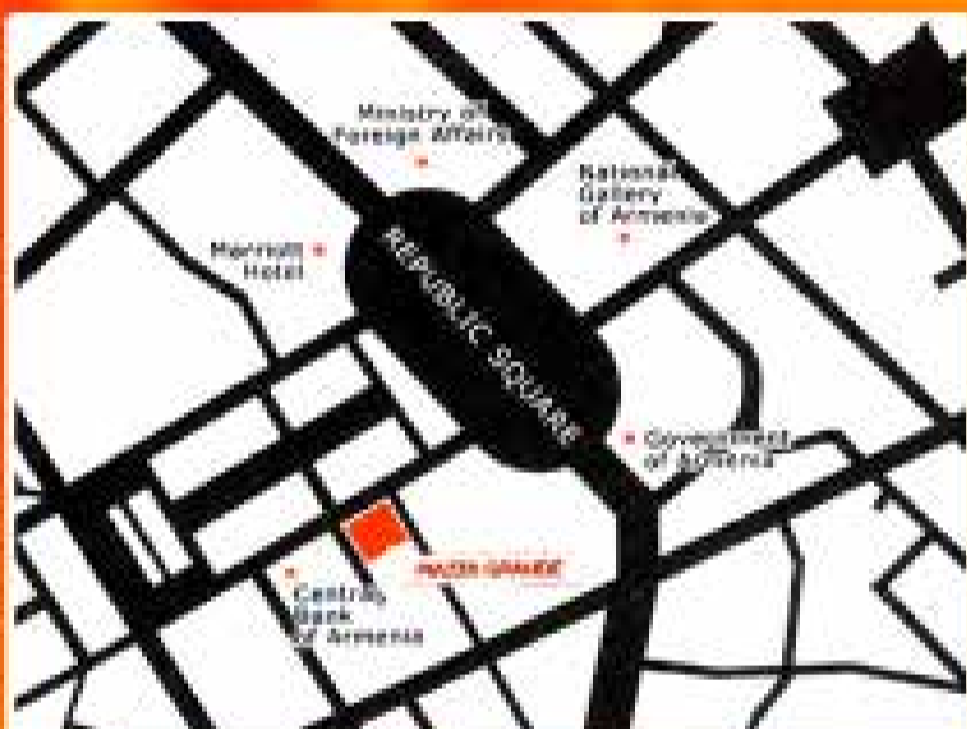 Ministry of
Foreign Affairs
National
Gallery
of Armenia
Marriott
Hotel
REPUBLIC SQUARE
Government
of Armenia
Central
Bank
of Armenia